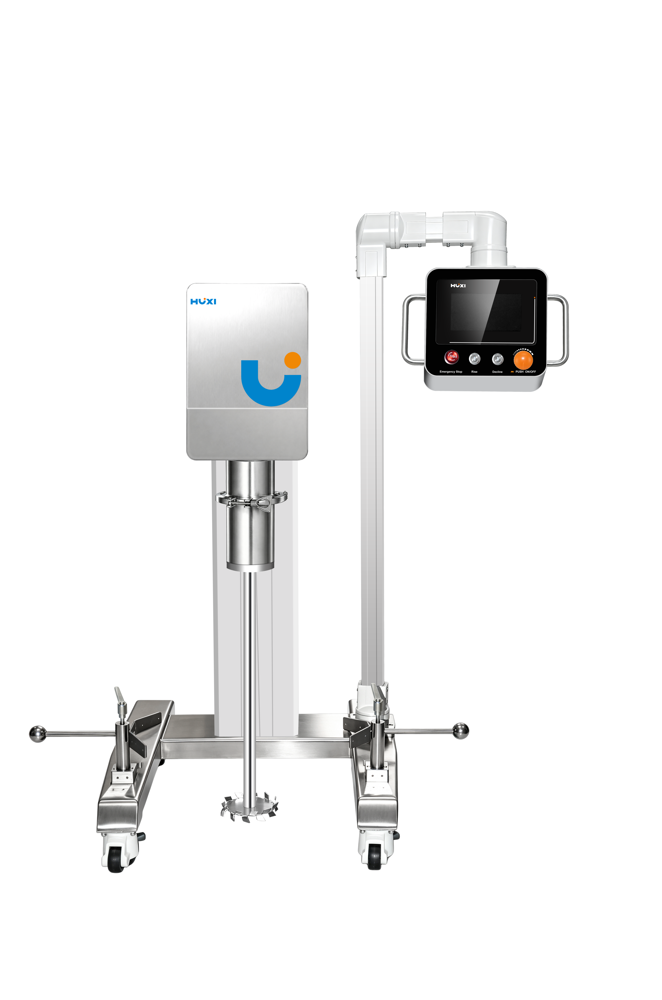 HUXI
HUXI
STOP
Emergency Stop
Rise
Decline
PUSH ON/OFF